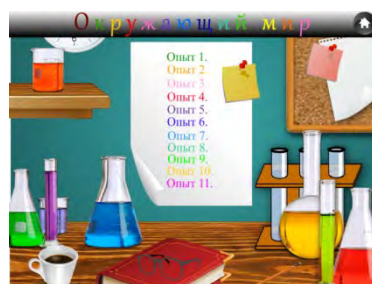 Окружающий мир
Опыт 1.
Опыт 2
Опыт 3.
Опыт 4.
Опыт 5.
Опыт 6.
Опыт 7.
Опыт 8.
Опыт 9.
Опыт 10.
Опыт 11.